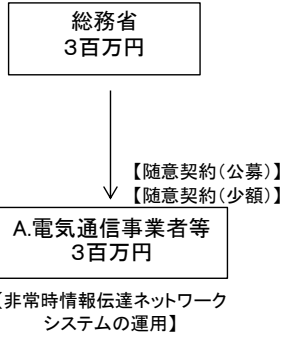 総務省
３百万円
【随意契約（公募）】
【随意契約（少額）】
A.電気通信事業者等
３百万円
【非常時情報伝達ネットワーク
システムの運用】